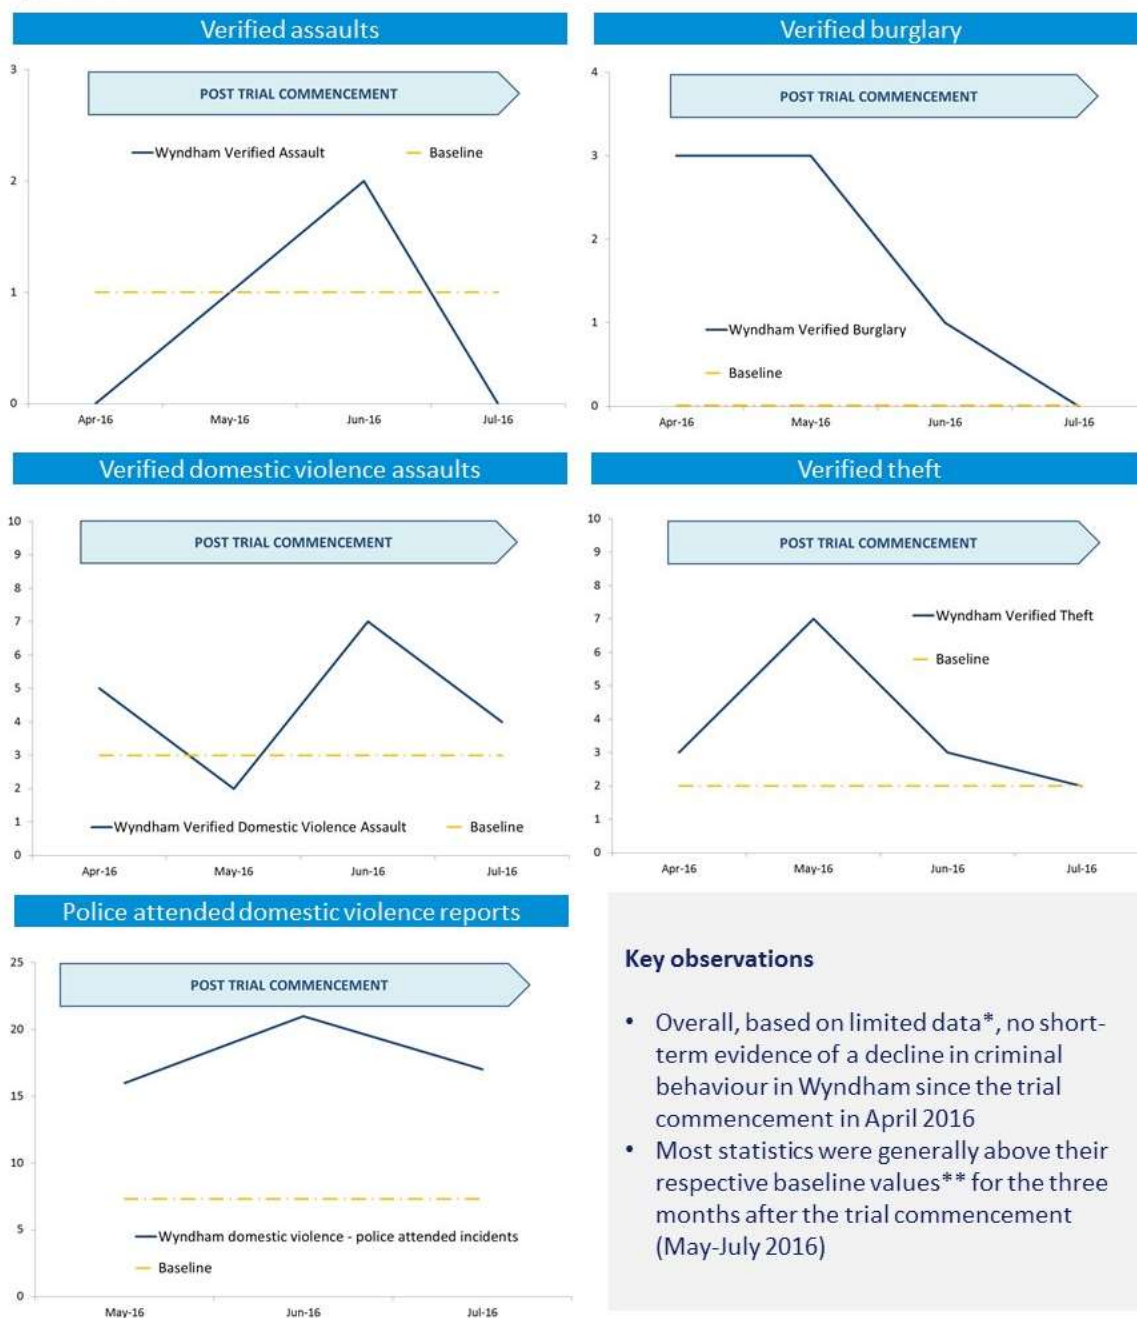 Verified assaults
3
2
1
0
POST TRIAL COMMENCEMENT
Wyndham Verified Assault
Baseline
Apr-16
May-16
Jun-16
Jul-16
Verified burglary
4
3
2
1
0
POST TRIAL COMMENCEMENT
Wyndham Verified Burglary
Baseline
Apr-16
May-16
Jun-16
Jul-16
Verified domestic violence assaults
10
9
8
7
6
5
4
3
2
1
0
POST TRIAL COMMENCEMENT
Wyndham Verified Domestic Violence Assault
Baseline
Apr-16
May-16
Jun-16
Jul-16
Verified theft
10
9
8
7
6
5
4
3
2
1
0
POST TRIAL COMMENCEMENT
Wyndham Verified Theft
Baseline
Apr-16
May-16
Jun-16
Jul-16
Police attended domestic violence reports
25
20
15
10
5
0
POST TRIAL COMMENCEMENT
Wyndham domestic violence - police attended incidents
Baseline
May-16
Jun-16
Jul-16
Key observations
• Overall, based on limited data*, no short-
term evidence of a decline in criminal
behaviour in Wyndham since the trial
commencement in April 2016
• Most statistics were generally above their
respective baseline values** for the three
months after the trial commencement
(May-July 2016)